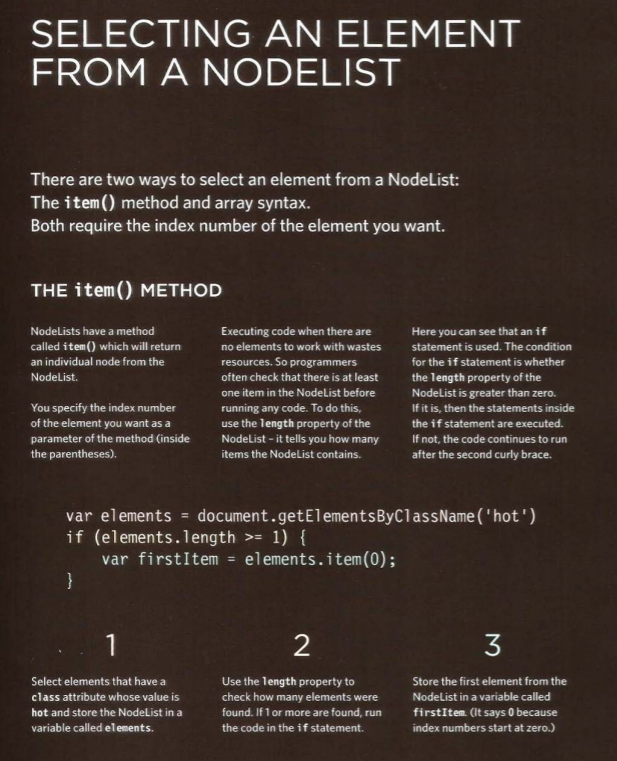 SELECTING AN ELEMENT
FROM A NODELIST
There are two ways to select an element from a NodeList:
The item() method and array syntax.
Both require the index number of the element you want.
THE item() METHOD
NodeLists have a method
called item() which will return
an individual node from the
NodeList.
You specify the index number
of the element you want as a
parameter of the method (inside
the parentheses).
Executing code when there are
no elements to work with wastes
resources. So programmers
often check that there is at least
one item in the NodeList before
running any code. To do this,
use the length property of the
NodeList – it tells you how many
items the NodeList contains.
Here you can see that an if
statement is used. The condition
for the if statement is whether
the length property of the
NodeList is greater than zero.
If it is, then the statements inside
the if statement are executed.
If not, the code continues to run
after the second curly brace.
var elements = document.getElementsByClassName('hot')
if (elements.length >= 1) {
    var firstItem = elements.item(0);
}
1
Select elements that have a
class attribute whose value is
hot and store the NodeList in a
variable called elements.
2
Use the length property to
check how many elements were
found. If 1 or more are found, run
the code in the if statement.
3
Store the first element from the
NodeList in a variable called
firstItem. (It says 0 because
index numbers start at zero.)